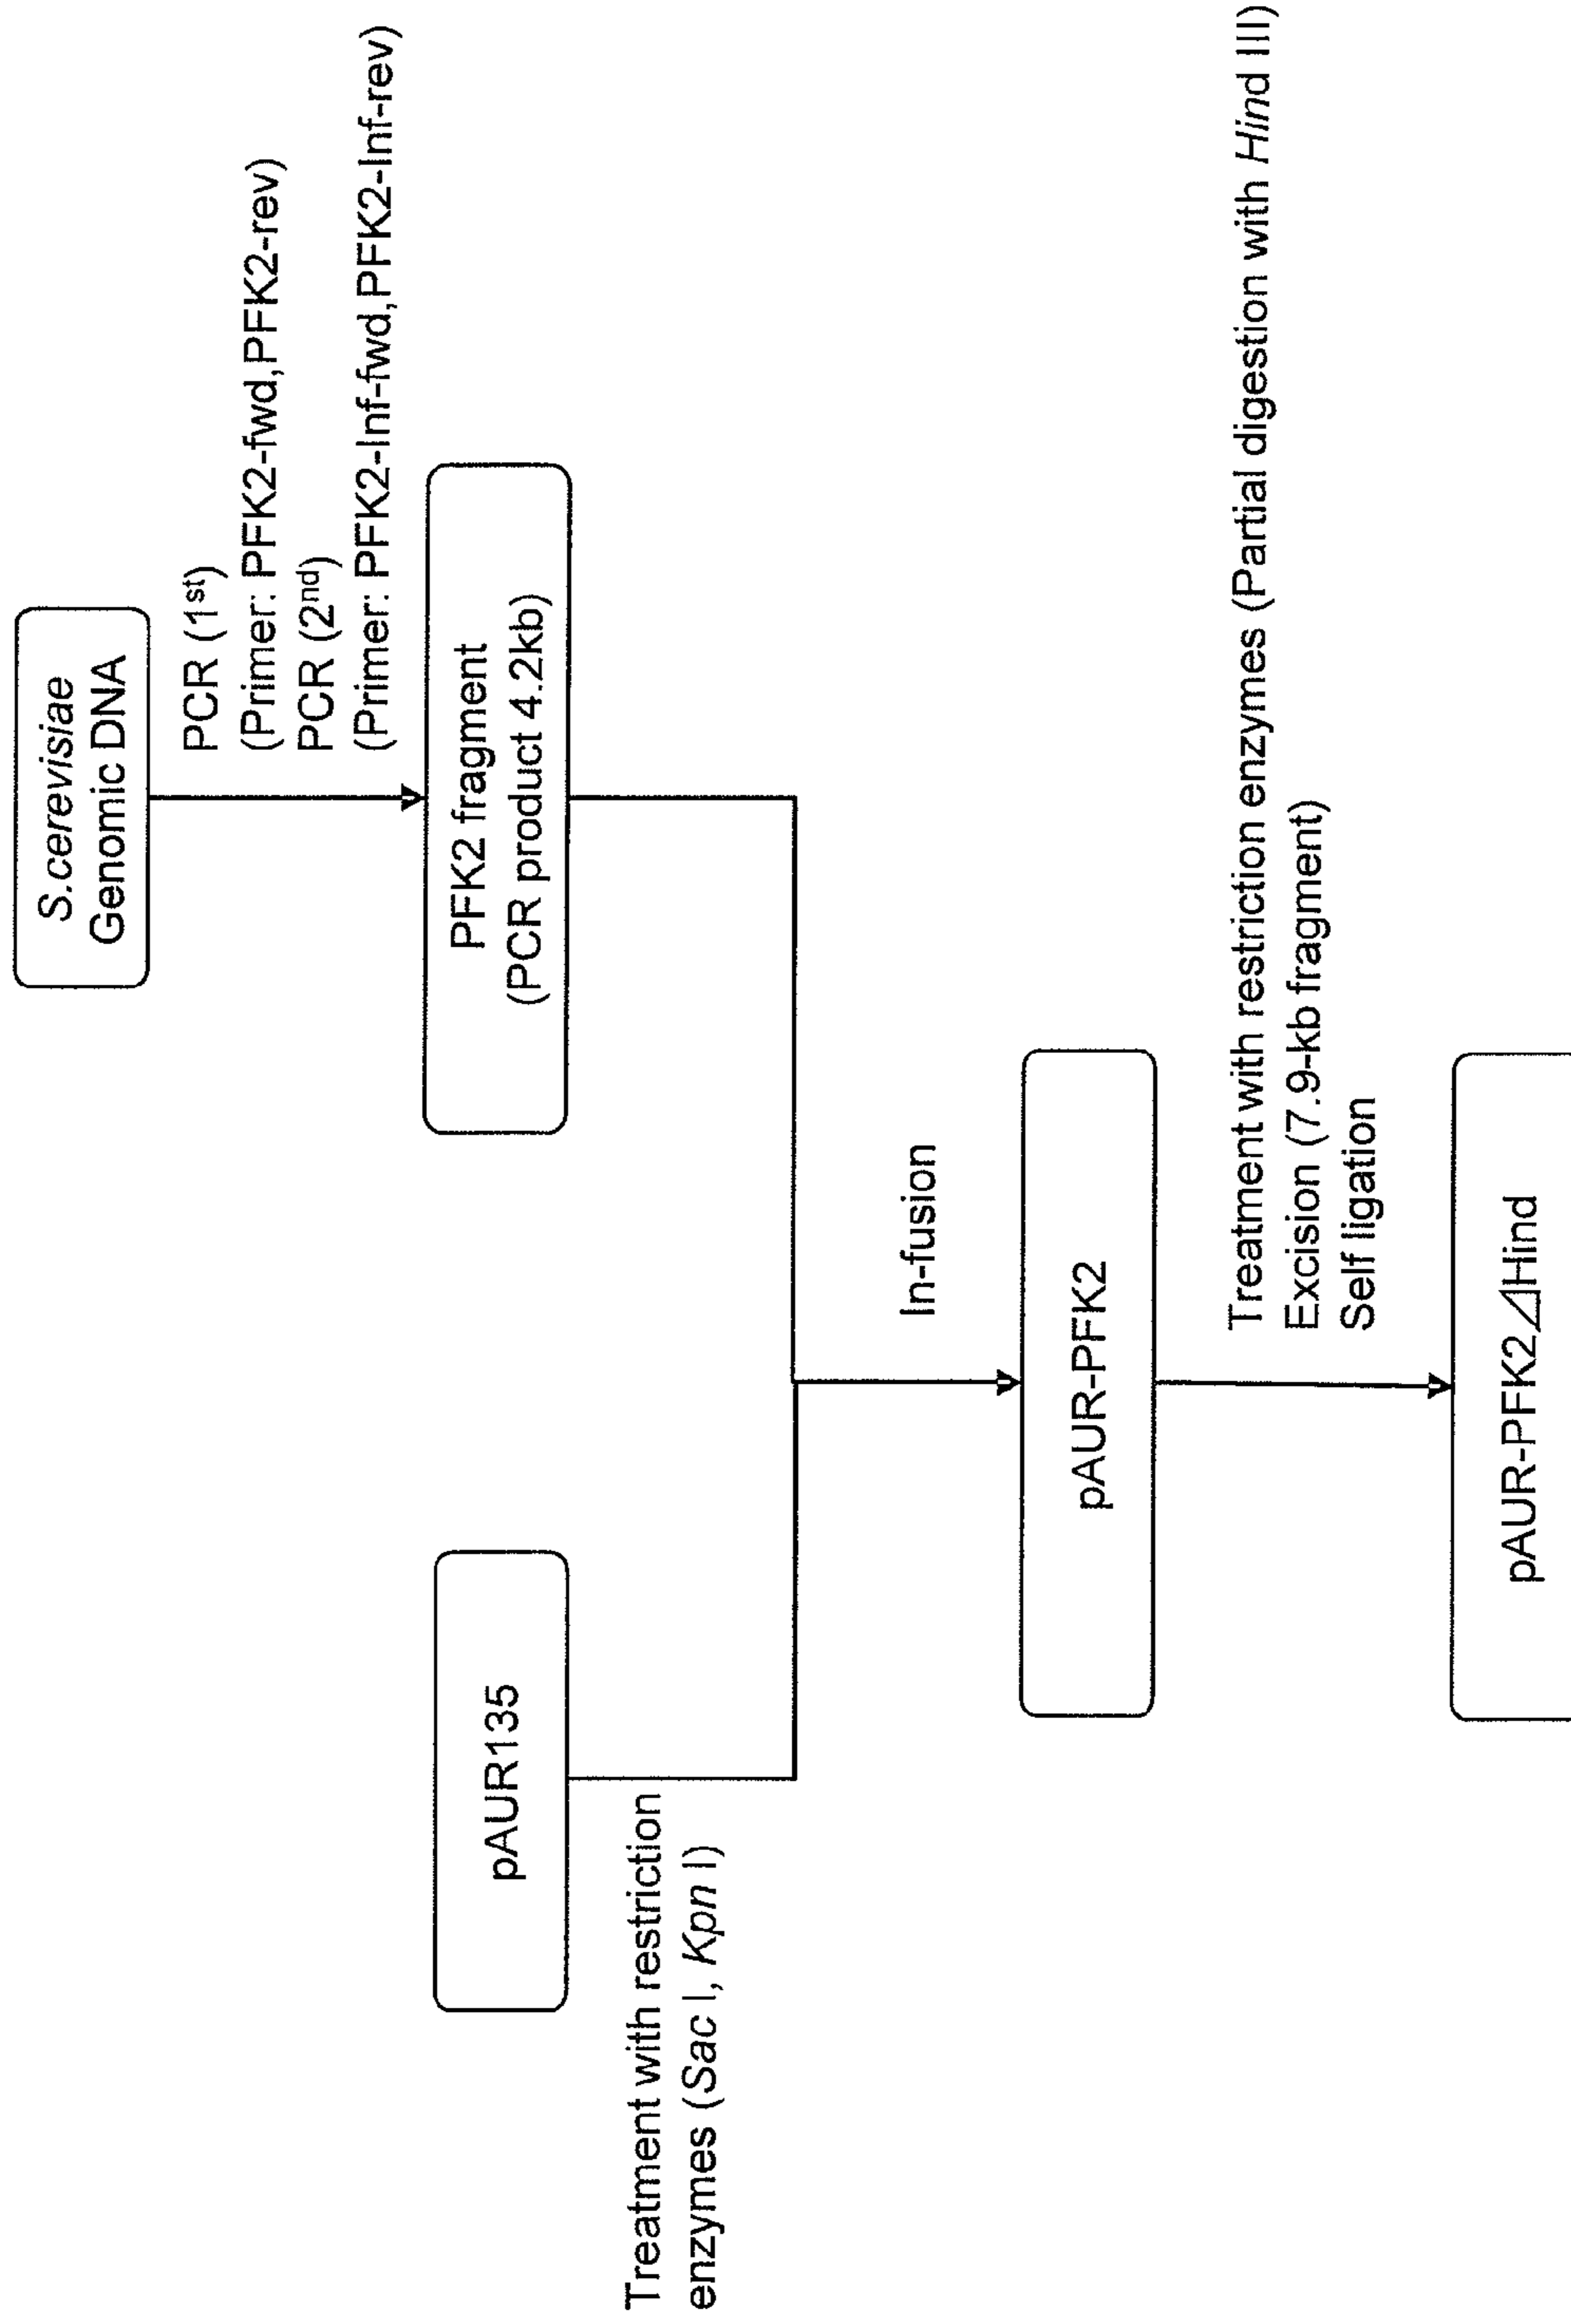 S.cerevisiae
Genomic DNA
PCR (1st)
(Primer: PFK2-fwd,PFK2-rev)
PCR (2nd)
(Primer: PFK2-Inf-fwd,PFK2-Inf-rev)
pAUR135
PFK2 fragment
(PCR product 4.2kb)
Treatment with restriction
enzymes (Sac I, Kpn I)
In-fusion
pAUR-PFK2
Treatment with restriction enzymes (Partial digestion with Hind III)
Excision (7.9-kb fragment)
Self ligation
pAUR-PFK2⊿Hind